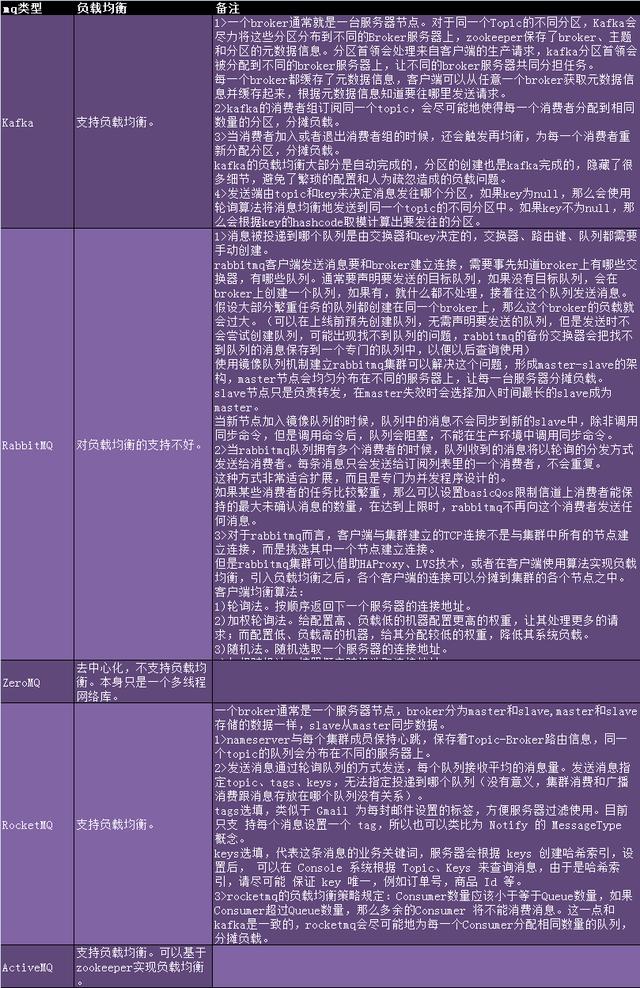 mq类型 负载均衡 备注
1)一个broker通常就是一台服务器节点。对于同一个Topic的不同分区，Kafka会
尽力将这些分区分布到不同的Broker服务器上，zookeeper保存了broker、主题
和分区的元数据信息。分区首领会处理来自客户端的生产请求，kafka分区首领会
被分配到不同的broker服务器上，让不同的broker服务器共同分担任务。
每一个broker都缓存了元数据信息，客户端可以从任意一个broker获取元数据信
息并缓存起来，根据元数据信息知道要往哪里发送请求。
2)kafka的消费者组订阅同一个topic，会尽可能地使得每一个消费者分配到相同
Kafka 支持负载均衡。 数量的分区，分摊负载。
3)当消费者加入或者退出消费者组的时候，还会触发再均衡，为每一个消费者重
新分配分区，分摊负载。
kafka的负载均衡大部分是自动完成的，分区的创建也是kafka完成的，隐藏了很
多细节，避免了繁琐的配置和人为疏忽造成的负载问题。
4)发送端由topic和key来决定消息发往哪个分区，如果key为null，那么会使用
轮询算法将消息均衡地发送到同一个topic的不同分区中。如果key不为null，那
么会根据key的hashcode取模计算出要发往的分区。
1)消息被投递到哪个队列是由交换器和key决定的，交换器、路由键、队列都需要
手动创建。
rabbitmq客户端发送消息要和broker建立连接，需要事先知道broker上有哪些交
换器，有哪些队列。通常要声明要发送的目标队列，如果没有目标队列，会在
broker上创建一个队列，如果有，就什么都不处理，接着往这个队列发送消息。
假设大部分繁重任务的队列都创建在同一个broker上，那么这个broker的负载就
会过大。（可以在上线前预先创建队列，无需声明要发送的队列，但是发送时不
会尝试创建队列，可能出现找不到队列的问题，rabbitmq的备份交换器会把找不
到队列的消息保存到一个专门的队列中，以便以后查询使用）
使用镜像队列机制建立rabbitmq集群可以解决这个问题，形成master-slave的架
构，master节点会均匀分布在不同的服务器上，让每一台服务器分摊负载。
slave节点只是负责转发，在master失效时会选择加入时间最长的slave成为
master。
当新节点加入镜像队列的时候，队列中的消息不会同步到新的slave中，除非调用
RabbitMQ 对负载均衡的支持不好。 同步命令，但是调用命令后，队列会阻塞，不能在生产环境中调用同步命令。
2)当rabbitmq队列拥有多个消费者的时候，队列收到的消息将以轮询的分发方式
发送给消费者。每条消息只会发送给订阅列表里的一个消费者，不会重复。
这种方式非常适合扩展，而且是专门为并发程序设计的。
如果某些消费者的任务比较繁重，那么可以设置basicQos限制信道上消费者能保
持的最大未确认消息的数量，在达到上限时，rabbitmq不再向这个消费者发送任
何消息。
3)对于rabbitmq而言，客户端与集群建立的TCP连接不是与集群中所有的节点建
立连接，而是挑选其中一个节点建立连接。
但是rabbitmq集群可以借助HAProxy、LVS技术，或者在客户端使用算法实现负载
均衡，引入负载均衡之后，各个客户端的连接可以分摊到集群的各个节点之中。
客户端均衡算法：
1)轮询法。按顺序返回下一个服务器的连接地址。
2)加权轮询法。给配置高、负载低的机器配置更高的权重，让其处理更多的请
求；而配置低、负载高的机器，给其分配较低的权重，降低其系统负载。
3)随机法。随机选取一个服务器的连接地址。
去中心化，不支持负载均
ZeroMQ 衡。本身只是一个多线程
网络库。
一个broker通常是一个服务器节点，broker分为master和slave,master和slave
存储的数据一样，slave从master同步数据。
1)nameserver与每个集群成员保持心跳，保存着Topic-Broker路由信息，同一
个topic的队列会分布在不同的服务器上。
2)发送消息通过轮询队列的方式发送，每个队列接收平均的消息量。发送消息指
定topic、tags、keys，无法指定投递到哪个队列（没有意义，集群消费和广播
消费跟消息存放在哪个队列没有关系）。
tags选填，类似于 Gmail 为每封邮件设置的标签，方便服务器过滤使用。目前
RocketMQ 支持负载均衡。 只支 持每个消息设置一个 tag，所以也可以类比为 Notify 的 MessageType
概念。
keys选填，代表这条消息的业务关键词，服务器会根据 keys 创建哈希索引，设
置后， 可以在 Console 系统根据 Topic、Keys 来查询消息，由于是哈希索
引，请尽可能 保证 key 唯一，例如订单号，商品 Id 等。
3)rocketmq的负载均衡策略规定：Consumer数量应该小于等于Queue数量，如果
Consumer超过Queue数量，那么多余的Consumer 将不能消费消息。这一点和
kafka是一致的，rocketmq会尽可能地为每一个Consumer分配相同数量的队列，
分摊负载。
支持负载均衡。可以基于
ActiveMQ zookeeper实现负载均衡
。